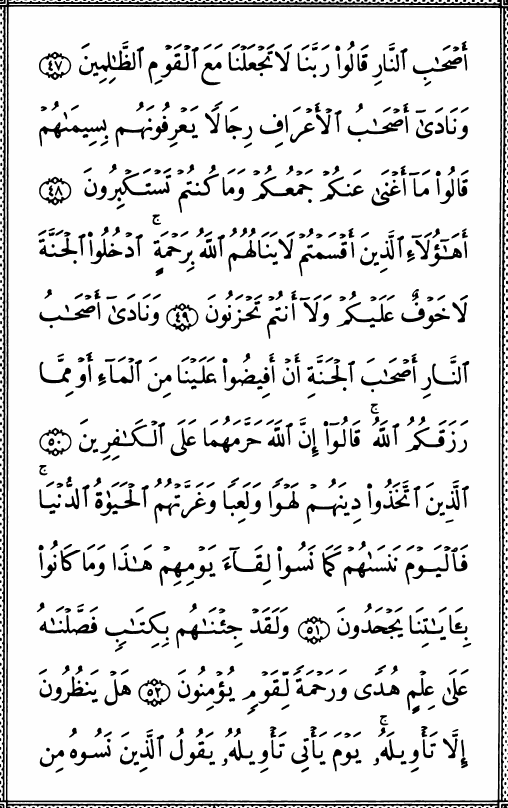 أَصْحَٰبِ ٱلنَّارِ قَالُوا۟ رَبَّنَا لَا تَجْعَلْنَا مَعَ ٱلْقَوْمِ ٱلظَّٰلِمِينَ ٤٧
وَنَادَىٰٓ أَصْحَٰبُ ٱلْأَعْرَافِ رِجَالًا يَعْرِفُونَهُم بِسِيمَىٰهُمْ
قَالُوا۟ مَآ أَغْنَىٰ عَنكُمْ جَمْعُكُمْ وَمَا كُنتُمْ تَسْتَكْبِرُونَ ٤٨
أَهَٰٓؤُلَآءِ ٱلَّذِينَ أَقْسَمْتُمْ لَا يَنَالُهُمُ ٱللَّهُ بِرَحْمَةٍ ۚ ٱدْخُلُوا۟ ٱلْجَنَّةَ
لَا خَوْفٌ عَلَيْكُمْ وَلَآ أَنتُمْ تَحْزَنُونَ ٤٩ وَنَادَىٰٓ أَصْحَٰبُ
ٱلنَّارِ أَصْحَٰبَ ٱلْجَنَّةِ أَنْ أَفِيضُوا۟ عَلَيْنَا مِنَ ٱلْمَآءِ أَوْ مِمَّا
رَزَقَكُمُ ٱللَّهُ ۚ قَالُوٓا۟ إِنَّ ٱللَّهَ حَرَّمَهُمَا عَلَى ٱلْكَٰفِرِينَ ٥٠
ٱلَّذِينَ ٱتَّخَذُوا۟ دِينَهُمْ لَهْوًا وَلَعِبًا وَغَرَّتْهُمُ ٱلْحَيَوٰةُ ٱلدُّنْيَا ۚ
فَٱلْيَوْمَ نَنسَىٰهُمْ كَمَا نَسُوا۟ لِقَآءَ يَوْمِهِمْ هَٰذَا وَمَا كَانُوا۟
بِـَٔايَٰتِنَا يَجْحَدُونَ ٥١ وَلَقَدْ جِئْنَٰهُم بِكِتَٰبٍ فَصَّلْنَٰهُ
عَلَىٰ عِلْمٍ هُدًى وَرَحْمَةً لِّقَوْمٍ يُؤْمِنُونَ ٥٢ هَلْ يَنظُرُونَ
إِلَّا تَأْوِيلَهُۥ ۚ يَوْمَ يَأْتِى تَأْوِيلُهُۥ يَقُولُ ٱلَّذِينَ نَسُوهُ مِن